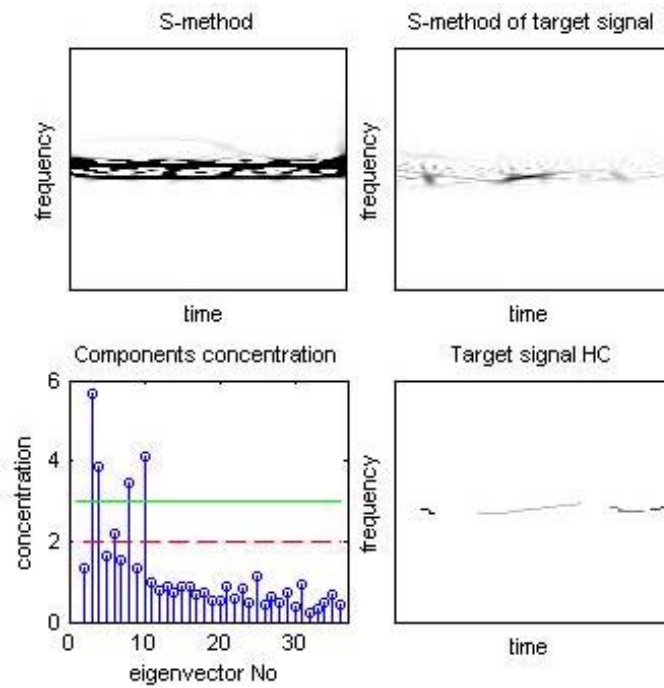 S-method
frequency
time
S-method of target signal
frequency
time
Components concentration
concentration
6
4
2
0
0 10 20 30
eigenvector No
Target signal HC
frequency
time